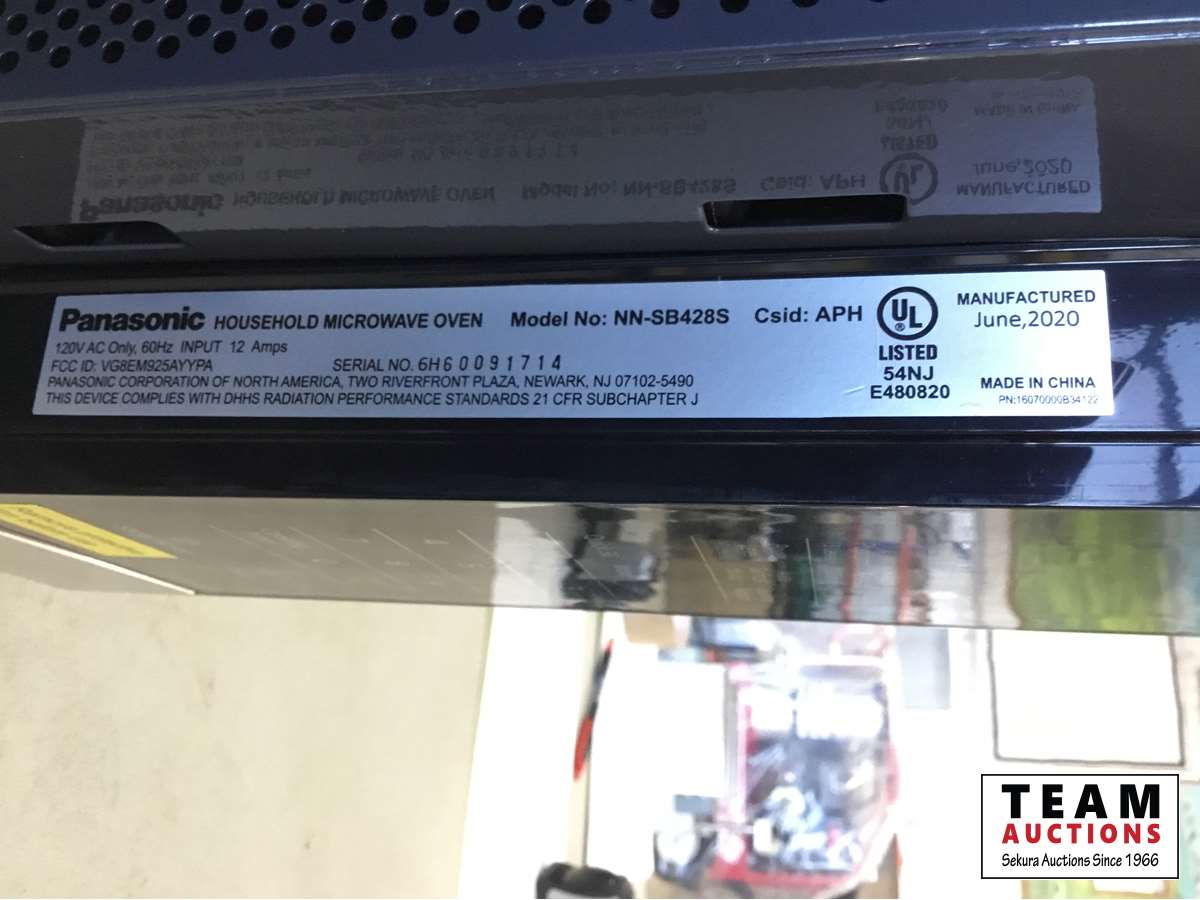 Panasonic HOUSEHOLD MICROWAVE OVEN Model No: NN-SB428S Csid: APH
120V AC Only, 60Hz INPUT 12 Amps
FCC ID: VG8EM925AYYPA SERIAL NO. 6H60091714
PANASONIC CORPORATION OF NORTH AMERICA, TWO RIVERFRONT PLAZA, NEWARK, NJ 07102-5490
THIS DEVICE COMPLIES WITH DHHS RADIATION PERFORMANCE STANDARDS 21 CFR SUBCHAPTER J
UL ®
LISTED
54NJ
E480820
MANUFACTURED
June,2020
MADE IN CHINA
PN:16070000B34122
TEAM
AUCTIONS
Sekura Auctions Since 1966